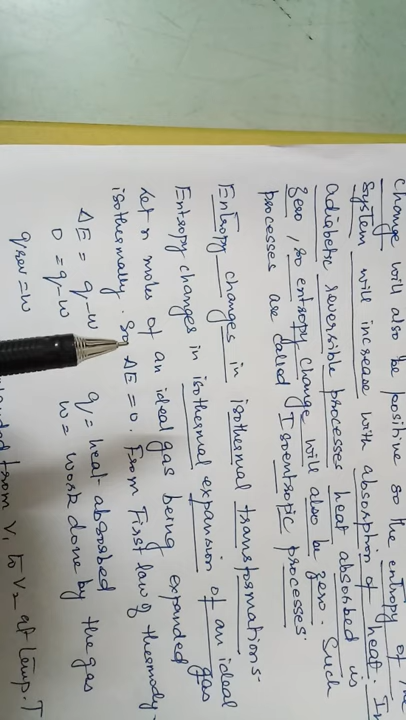 change will also be positive so the entropy of the
system will increase with absorption of heat. In
adiabatic reversible processes heat absorbed is
zero, so entropy change will also be zero. Such
processes are called Isoentropic processes.
Entropy changes in isothermal transformations-
Entropy changes in isothermal expansion of an ideal gas
Let n moles of an ideal gas being expanded
isothermally. So, ΔE = 0. From First law of thermody-
ΔE = q-w q = heat absorbed
0 = q-w w = work done by the gas
qrev = w
expanded from V₁ to V₂ at temp. T